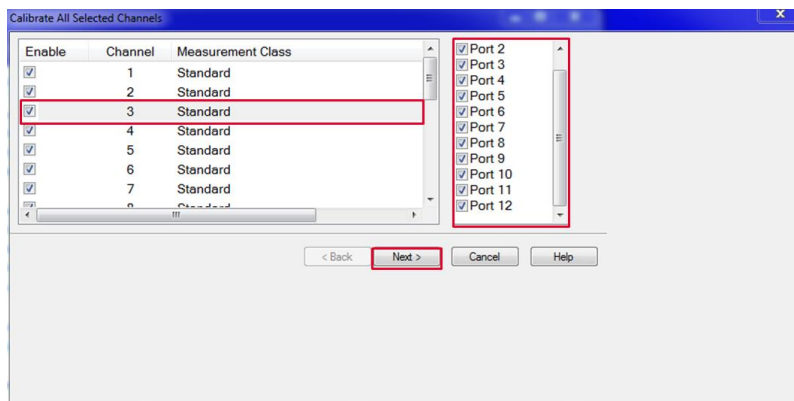 Calibrate All Selected Channels
x
Enable Channel Measurement Class
1 Standard
2 Standard
3 Standard
4 Standard
5 Standard
6 Standard
7 Standard
8 Standard
Port 2
Port 3
Port 4
Port 5
Port 6
Port 7
Port 8
Port 9
Port 10
Port 11
Port 12
< Back Next > Cancel Help